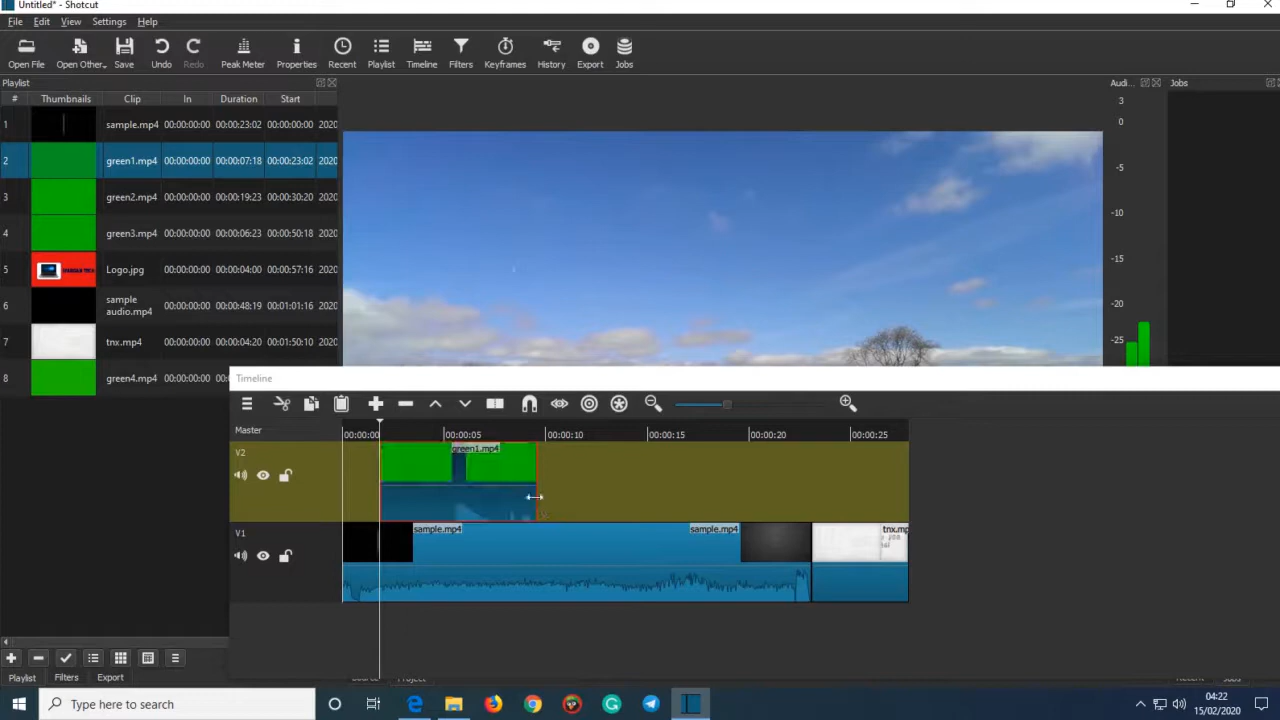 Untitled* - Shotcut
File Edit View Settings Help
Open File Open Other... Save Undo Redo Peak Meter Properties Recent Playlist Timeline Filters Keyframes History Export Jobs
Playlist
Audi...
Jobs
# Thumbnails Clip In Duration Start
1 sample.mp4 00:00:00:00 00:00:23:02 00:00:00:00 2020
2 green1.mp4 00:00:00:00 00:00:07:18 00:00:23:02 2020
3 green2.mp4 00:00:00:00 00:00:19:23 00:00:30:20 2020
4 green3.mp4 00:00:00:00 00:00:06:23 00:00:50:18 2020
5 Logo.jpg 00:00:00:00 00:00:04:00 00:00:57:16 2020
6 sample audio.mp4 00:00:00:00 00:00:48:19 00:01:01:16 2020
7 tnx.mp4 00:00:00:00 00:00:04:20 00:01:50:10 2020
8 green4.mp4 00:00:00:00 00:0
3
0
-5
-10
-15
-20
-25
Timeline
Master
00:00:00 00:00:05 00:00:10 00:00:15 00:00:20 00:00:25
V2
green1.mp4
V1
sample.mp4 sample.mp4 tnx.mp
Playlist Filters Export
Type here to search
04:22
15/02/2020